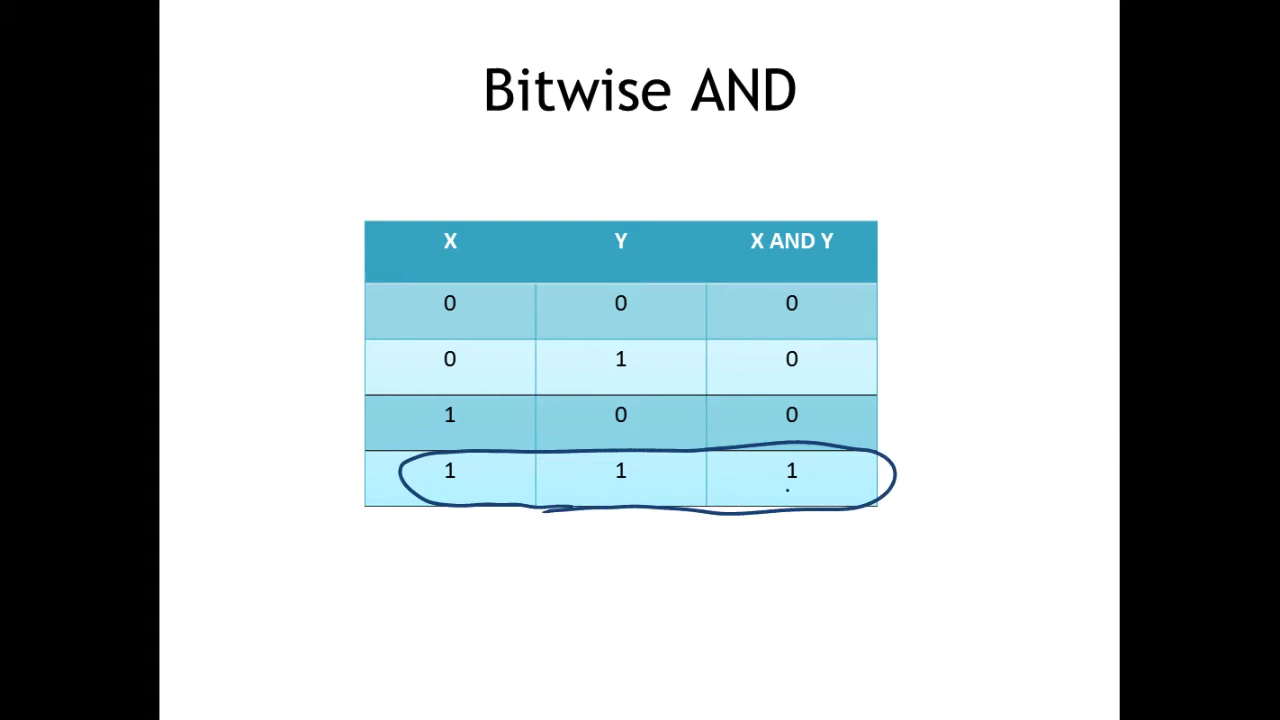 Bitwise AND
X Y X AND Y
0 0 0
0 1 0
1 0 0
1 1 1